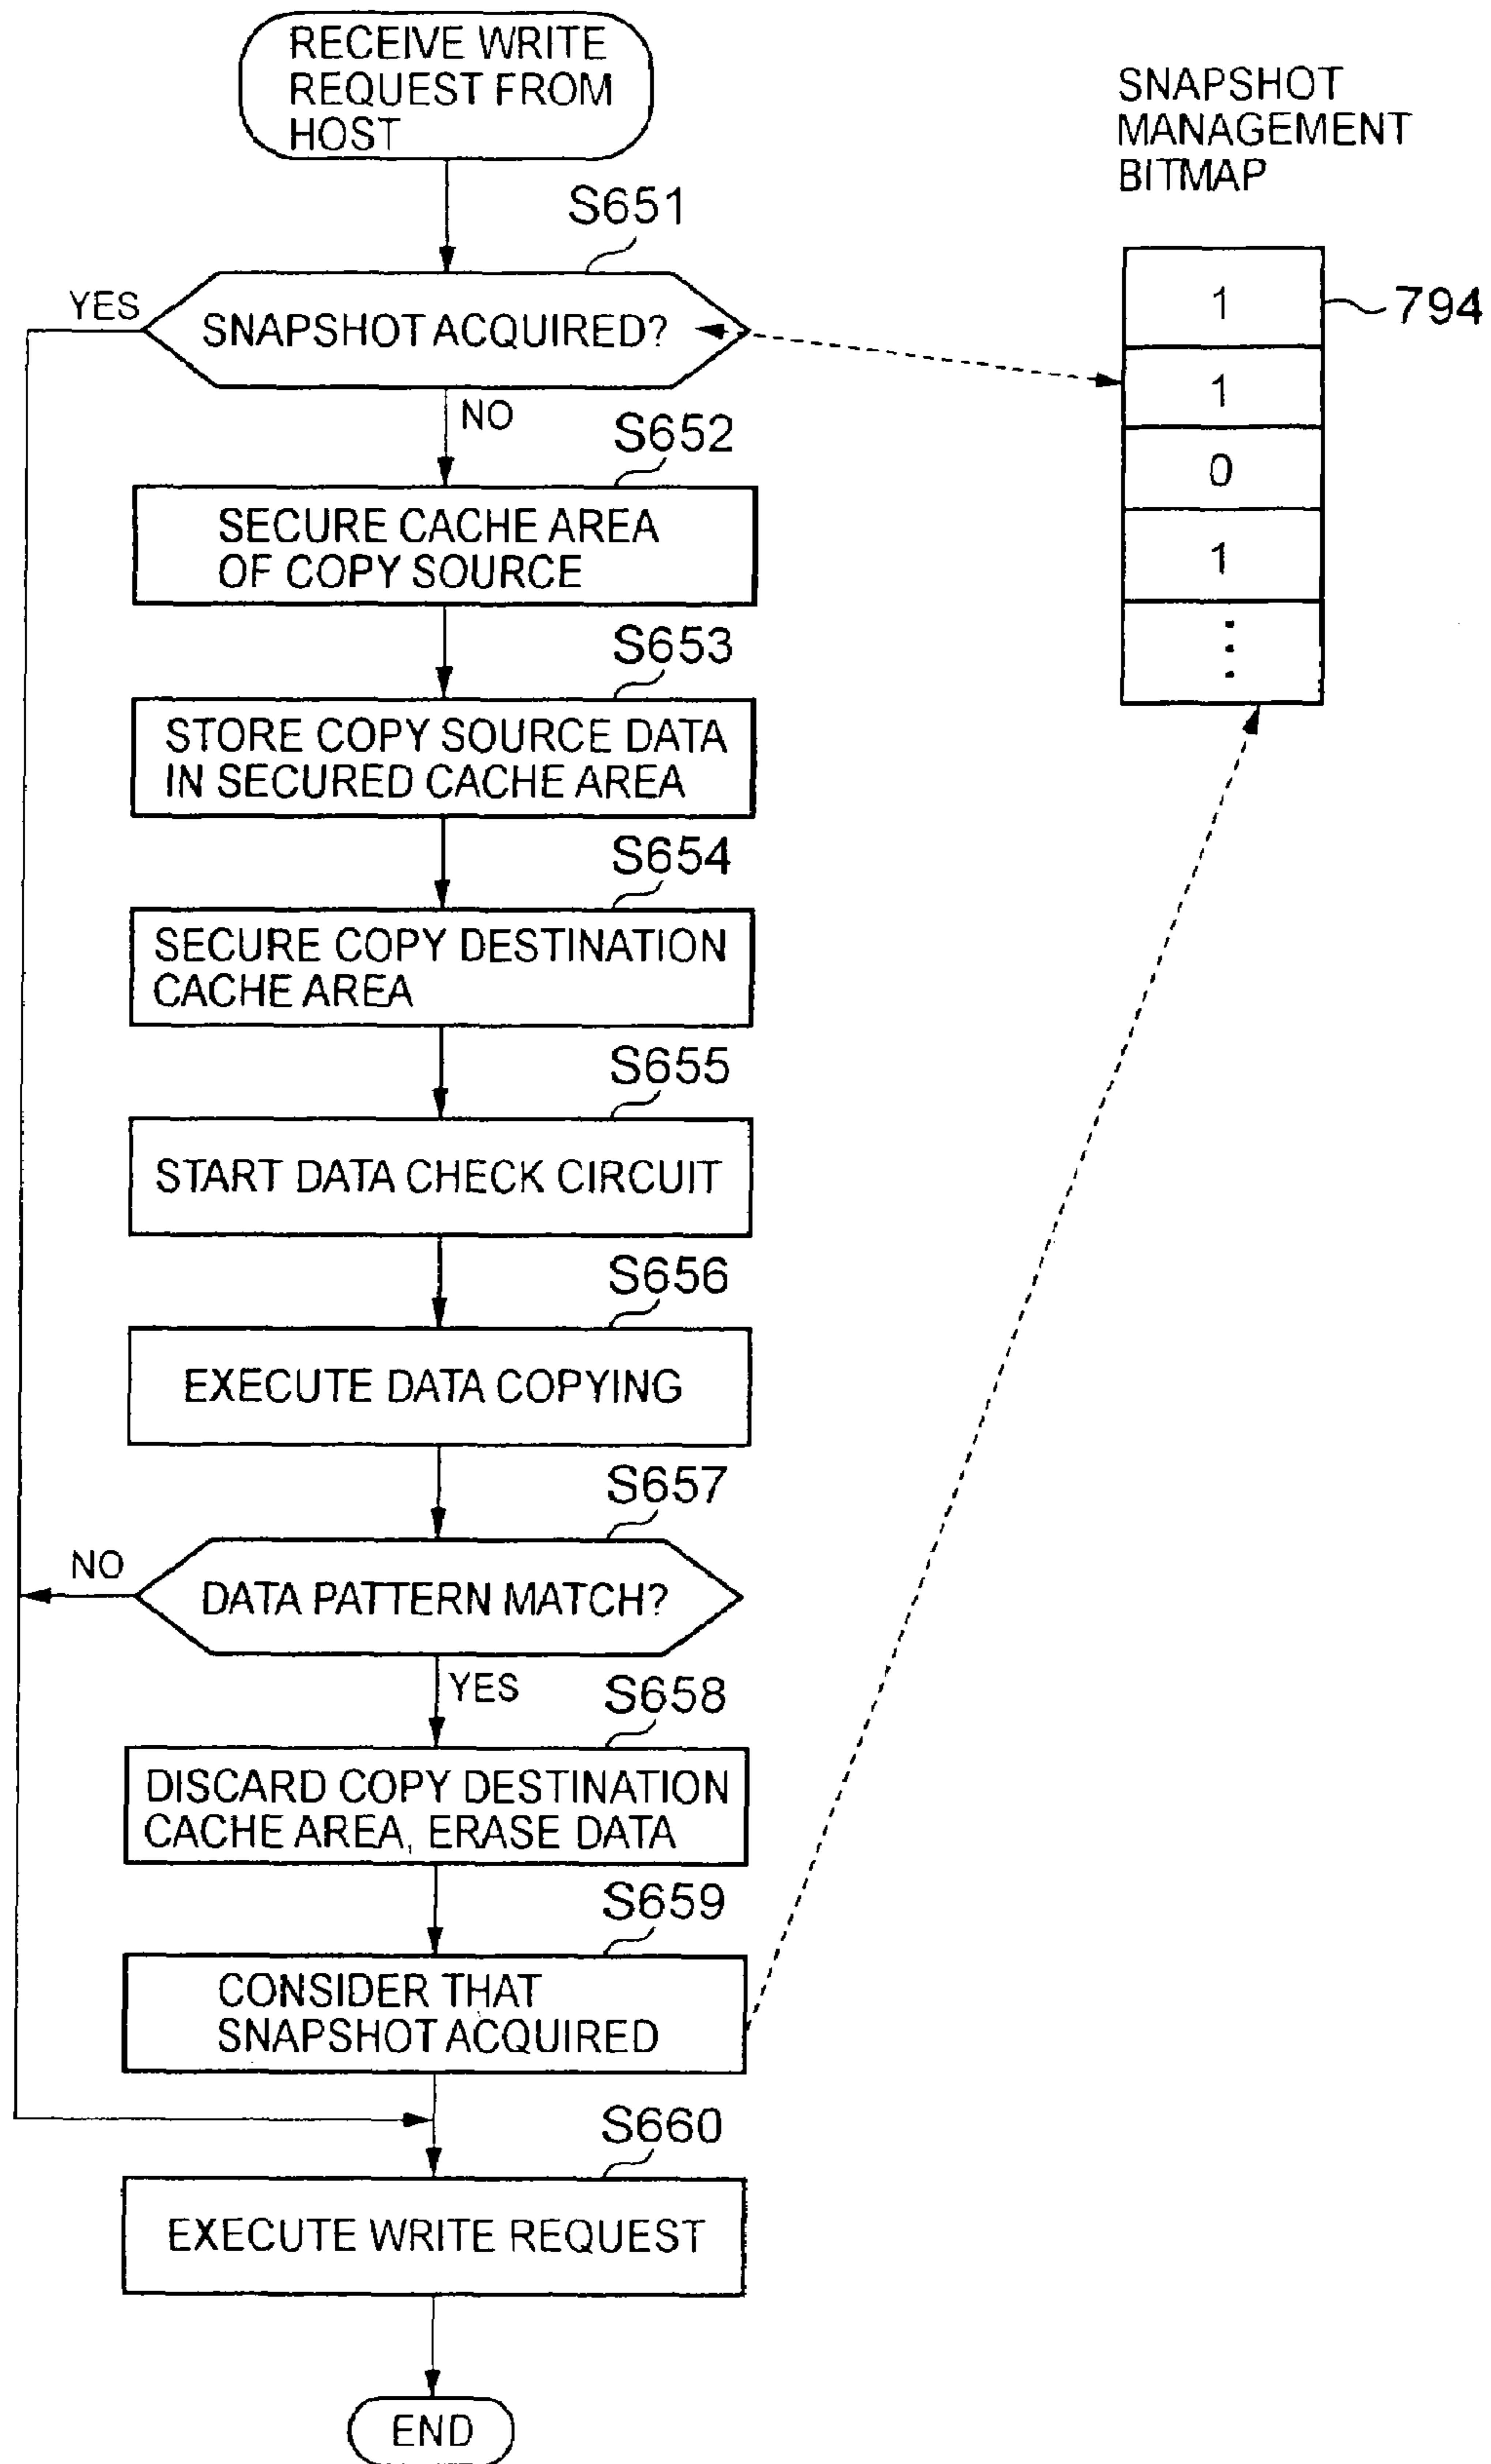 RECEIVE WRITE
REQUEST FROM
HOST
S651
YES
SNAPSHOT ACQUIRED?
NO
S652
SECURE CACHE AREA
OF COPY SOURCE
S653
STORE COPY SOURCE DATA
IN SECURED CACHE AREA
S654
SECURE COPY DESTINATION
CACHE AREA
S655
START DATA CHECK CIRCUIT
S656
EXECUTE DATA COPYING
S657
NO
DATA PATTERN MATCH?
YES
S658
DISCARD COPY DESTINATION
CACHE AREA, ERASE DATA
S659
CONSIDER THAT
SNAPSHOT ACQUIRED
S660
EXECUTE WRITE REQUEST
END
SNAPSHOT
MANAGEMENT
BITMAP
1
794
1
0
1
⋮